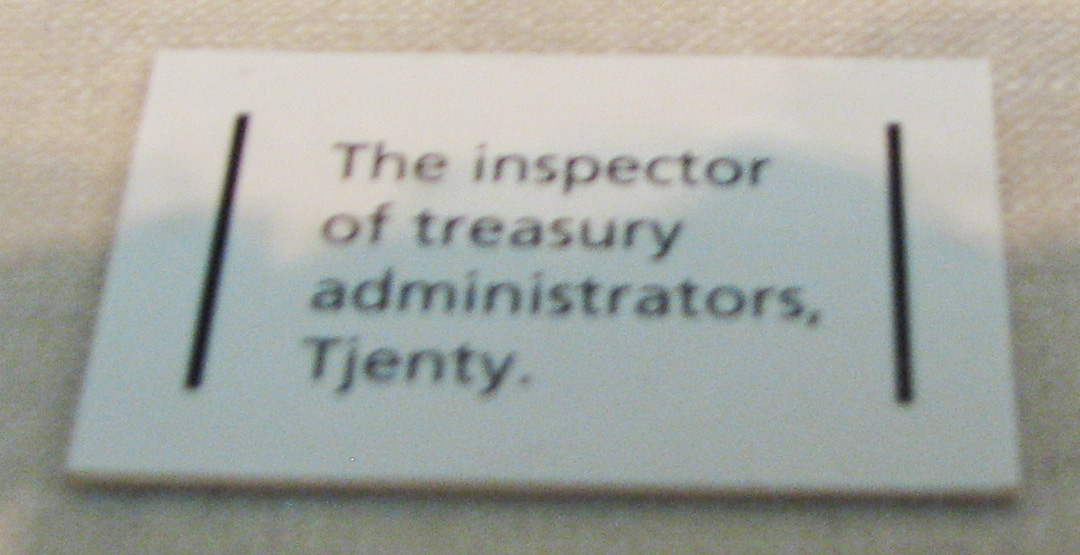 The inspector
of treasury
administrators,
Tjenty.